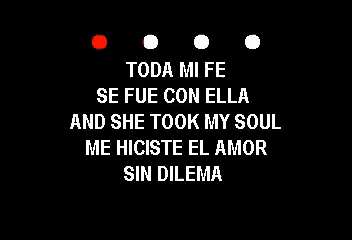 TODA MI FE
SE FUE CON ELLA
AND SHE TOOK MY SOUL
ME HICISTE EL AMOR
SIN DILEMA